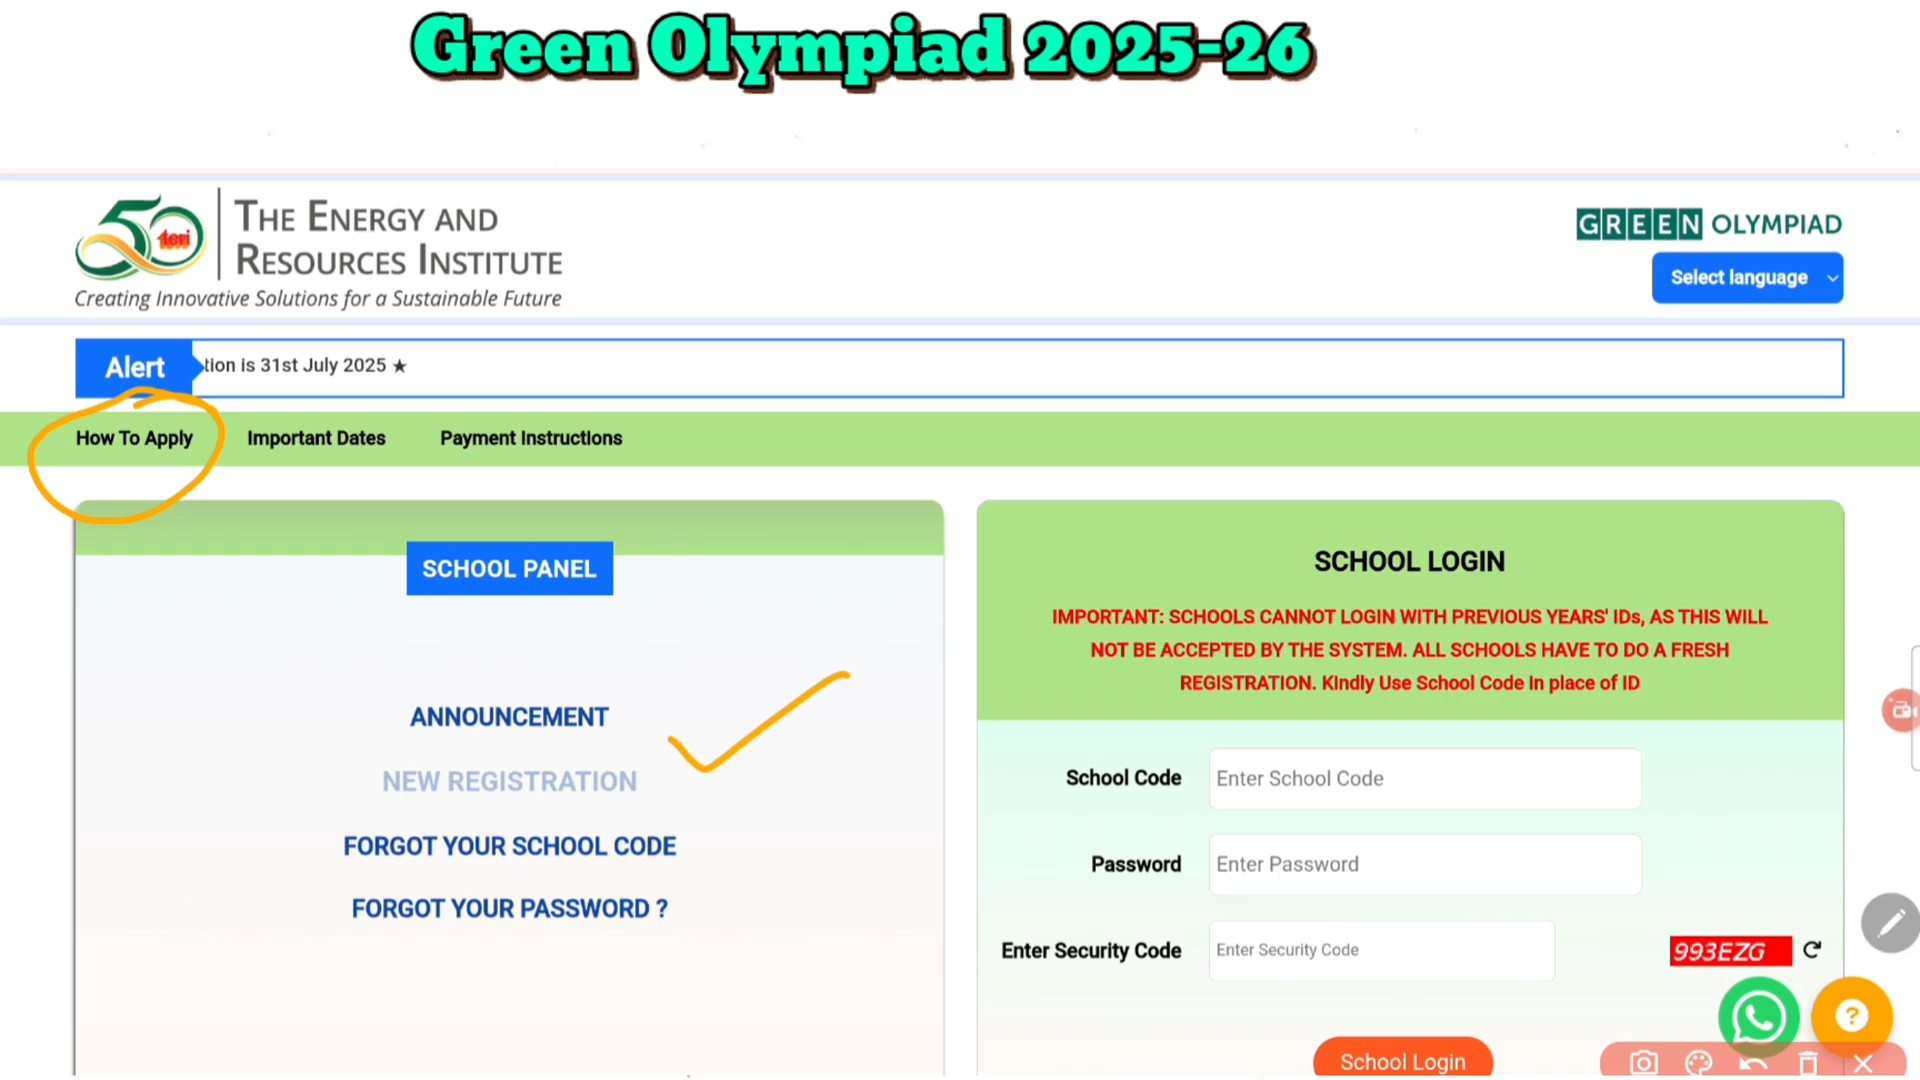 Green Olympiad 2025-26
50
teri
THE ENERGY AND
RESOURCES INSTITUTE
Creating Innovative Solutions for a Sustainable Future
GREEN OLYMPIAD
Select language
Alert
tion is 31st July 2025 ★
How To Apply
Important Dates
Payment Instructions
SCHOOL PANEL
ANNOUNCEMENT
NEW REGISTRATION
FORGOT YOUR SCHOOL CODE
FORGOT YOUR PASSWORD ?
SCHOOL LOGIN
IMPORTANT: SCHOOLS CANNOT LOGIN WITH PREVIOUS YEARS' IDs, AS THIS WILL
NOT BE ACCEPTED BY THE SYSTEM. ALL SCHOOLS HAVE TO DO A FRESH
REGISTRATION. Kindly Use School Code in place of ID
School Code
Enter School Code
Password
Enter Password
Enter Security Code
Enter Security Code
993EZG
?
School Login